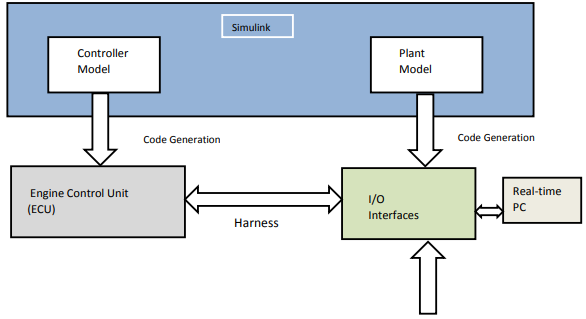 Simulink
Controller
Model
Plant
Model
Code Generation
Code Generation
Engine Control Unit
(ECU)
Harness
I/O
Interfaces
Real-time
PC